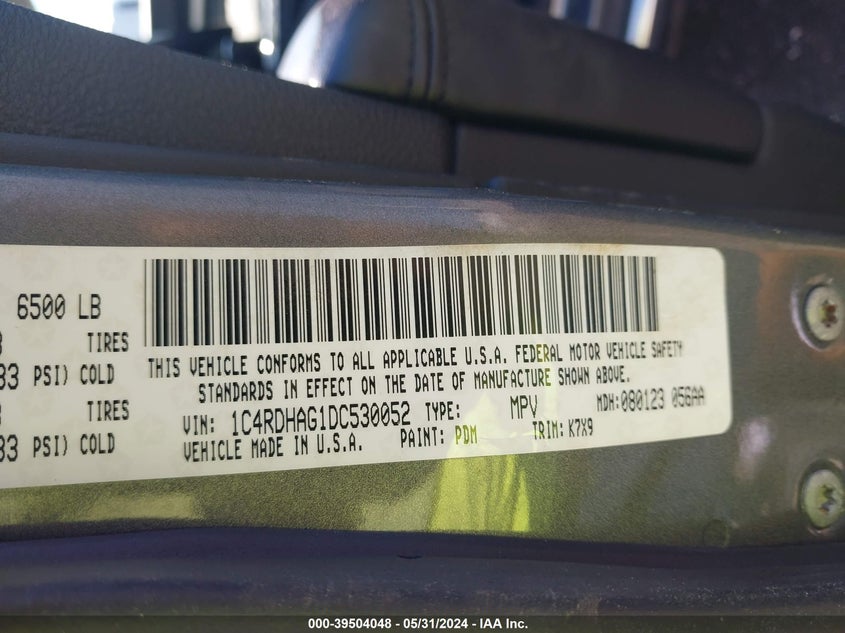 6500 LB
TIRES
33 PSI) COLD
TIRES
33 PSI) COLD
THIS VEHICLE CONFORMS TO ALL APPLICABLE U.S.A. FEDERAL MOTOR VEHICLE SAFETY
STANDARDS IN EFFECT ON THE DATE OF MANUFACTURE SHOWN ABOVE.
VIN: 1C4RDHAG1DC530052 TYPE: MPV MDH:080123 056AA
VEHICLE MADE IN U.S.A. PAINT: PDM TRIM: K7X9
000-39504048 - 05/31/2024 - IAA Inc.